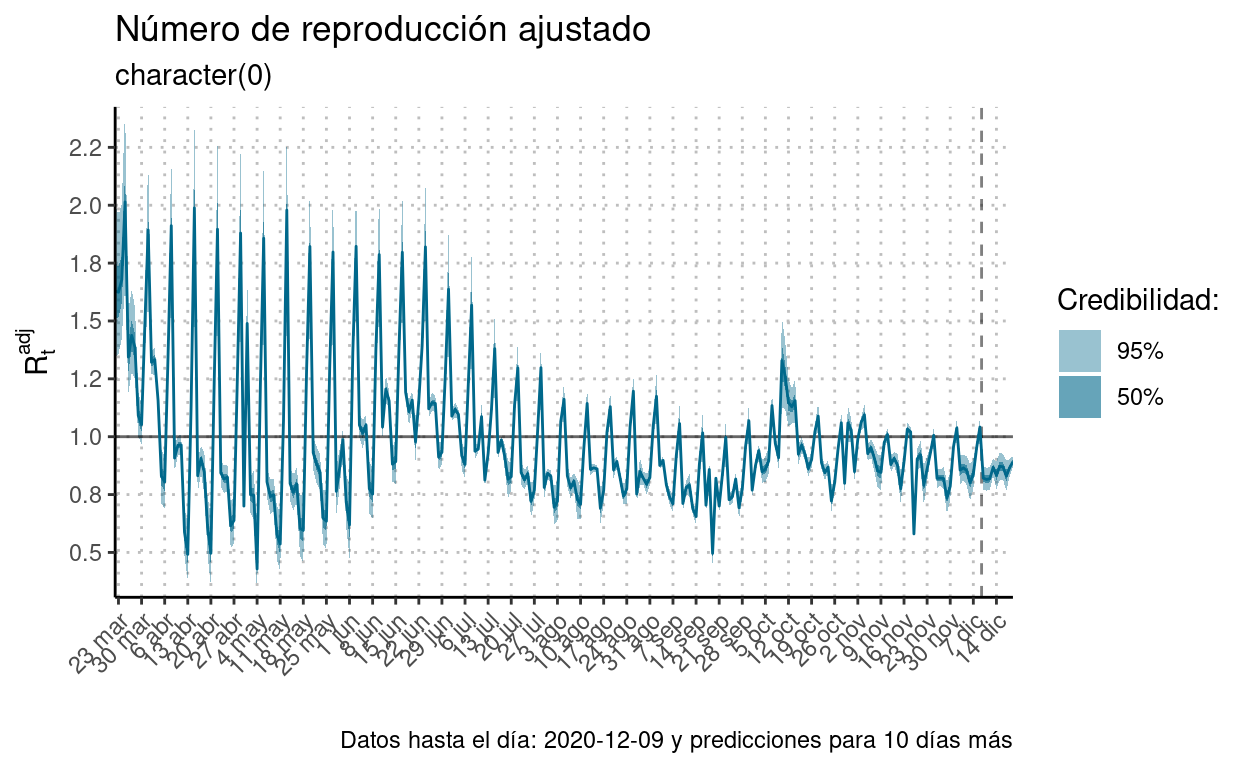 Número de reproducción ajustado
character(0)
R_t^adj
2.2
2.0
1.8
1.5
1.2
1.0
0.8
0.5
23 mar
30 mar
6 abr
13 abr
20 abr
27 abr
4 may
11 may
18 may
25 may
1 jun
8 jun
15 jun
22 jun
29 jun
6 jul
13 jul
20 jul
27 jul
3 ago
10 ago
17 ago
24 ago
31 ago
7 sep
14 sep
21 sep
28 sep
5 oct
12 oct
19 oct
26 oct
2 nov
9 nov
16 nov
23 nov
30 nov
7 dic
14 dic
Credibilidad:
95%
50%
Datos hasta el día: 2020-12-09 y predicciones para 10 días más